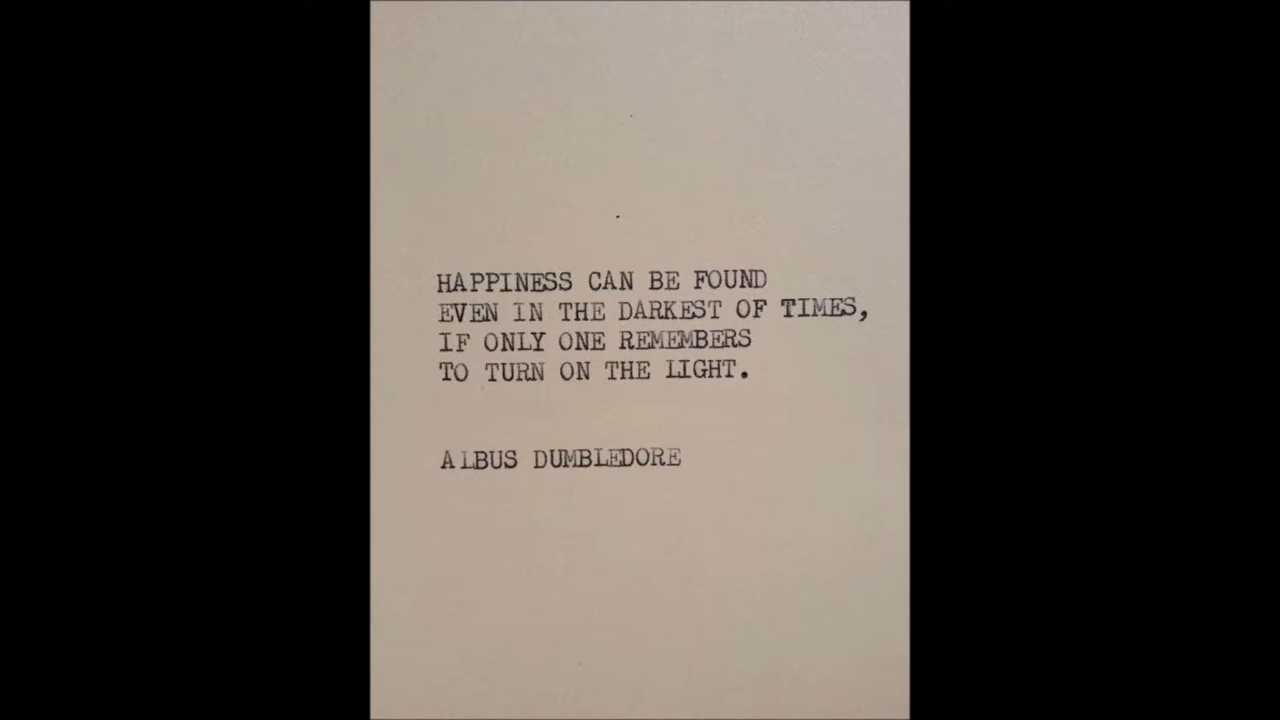 HAPPINESS CAN BE FOUND
EVEN IN THE DARKEST OF TIMES,
IF ONLY ONE REMEMBERS
TO TURN ON THE LIGHT.
ALBUS DUMBLEDORE